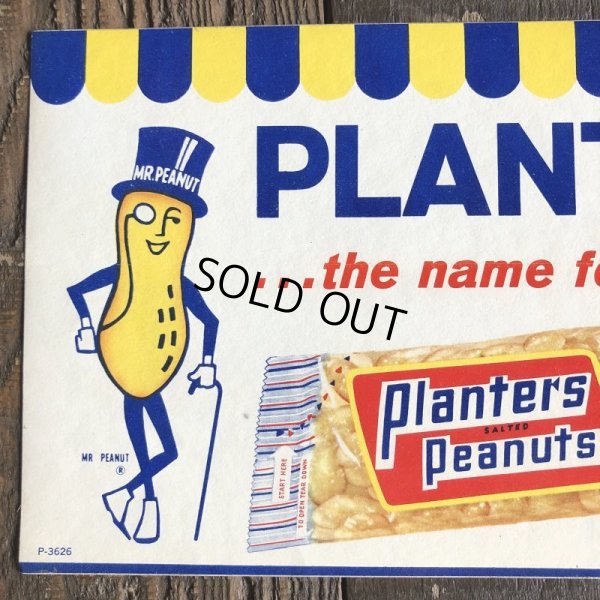 PLANT
MR. PEANUT
...the name fo
SOLD OUT
Planters
SALTED
Peanuts
START HERE
TO OPEN TEAR DOWN
MR PEANUT
®
P-3626